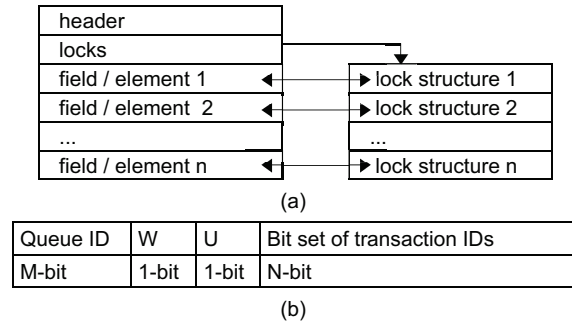 header
locks
field / element 1 lock structure 1
field / element 2 lock structure 2
... ...
field / element n lock structure n
(a)
Queue ID W U Bit set of transaction IDs
M-bit 1-bit 1-bit N-bit
(b)